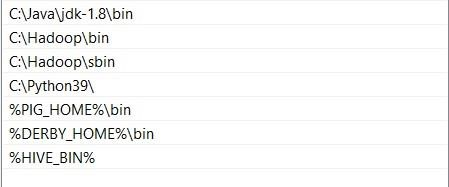 C:\Java\jdk-1.8\bin
C:\Hadoop\bin
C:\Hadoop\sbin
C:\Python39\
%PIG_HOME%\bin
%DERBY_HOME%\bin
%HIVE_BIN%